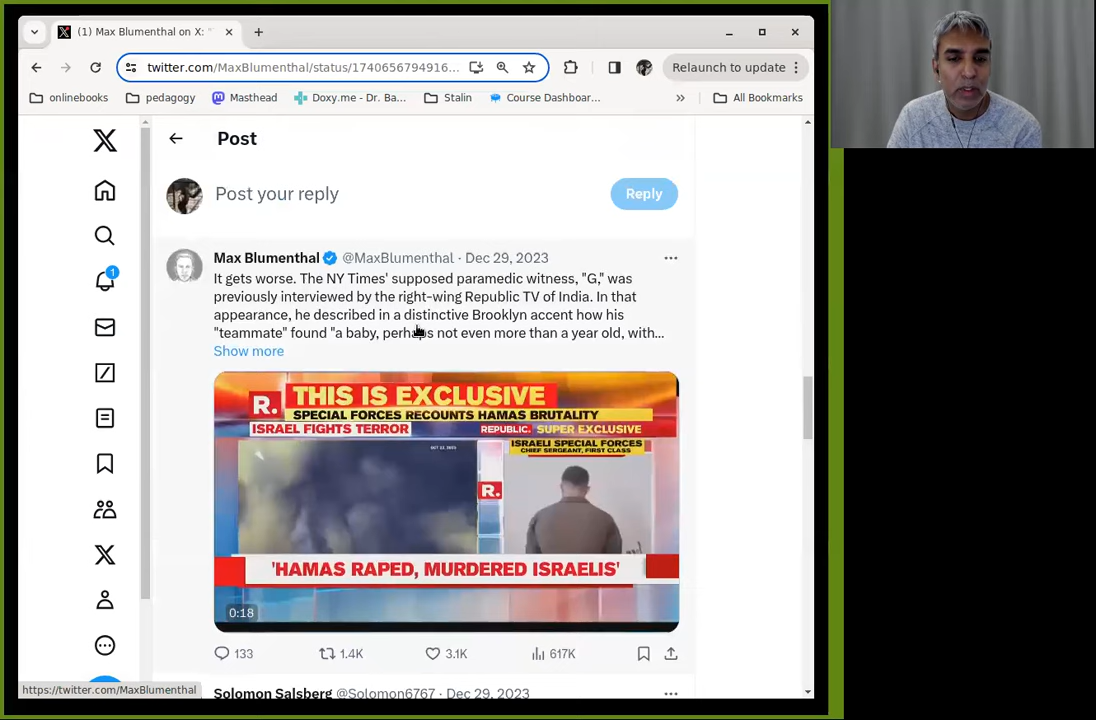 (1) Max Blumenthal on X: "
twitter.com/MaxBlumenthal/status/1740656794916...
Relaunch to update
onlinebooks
pedagogy
Masthead
Doxy.me - Dr. Ba...
Stalin
Course Dashboar...
All Bookmarks
Post
Post your reply
Reply
Max Blumenthal @MaxBlumenthal · Dec 29, 2023
It gets worse. The NY Times' supposed paramedic witness, "G," was
previously interviewed by the right-wing Republic TV of India. In that
appearance, he described in a distinctive Brooklyn accent how his
"teammate" found "a baby, perhaps not even more than a year old, with...
Show more
1
R. THIS IS EXCLUSIVE
SPECIAL FORCES RECOUNTS HAMAS BRUTALITY
ISRAEL FIGHTS TERROR
REPUBLIC. SUPER EXCLUSIVE
ISRAELI SPECIAL FORCES
CHIEF SERGEANT, FIRST CLASS
R.
'HAMAS RAPED, MURDERED ISRAELIS'
0:18
133
1.4K
3.1K
617K
https://twitter.com/MaxBlumenthal
Solomon Salsberg @Solomon6767 · Dec 29, 2023